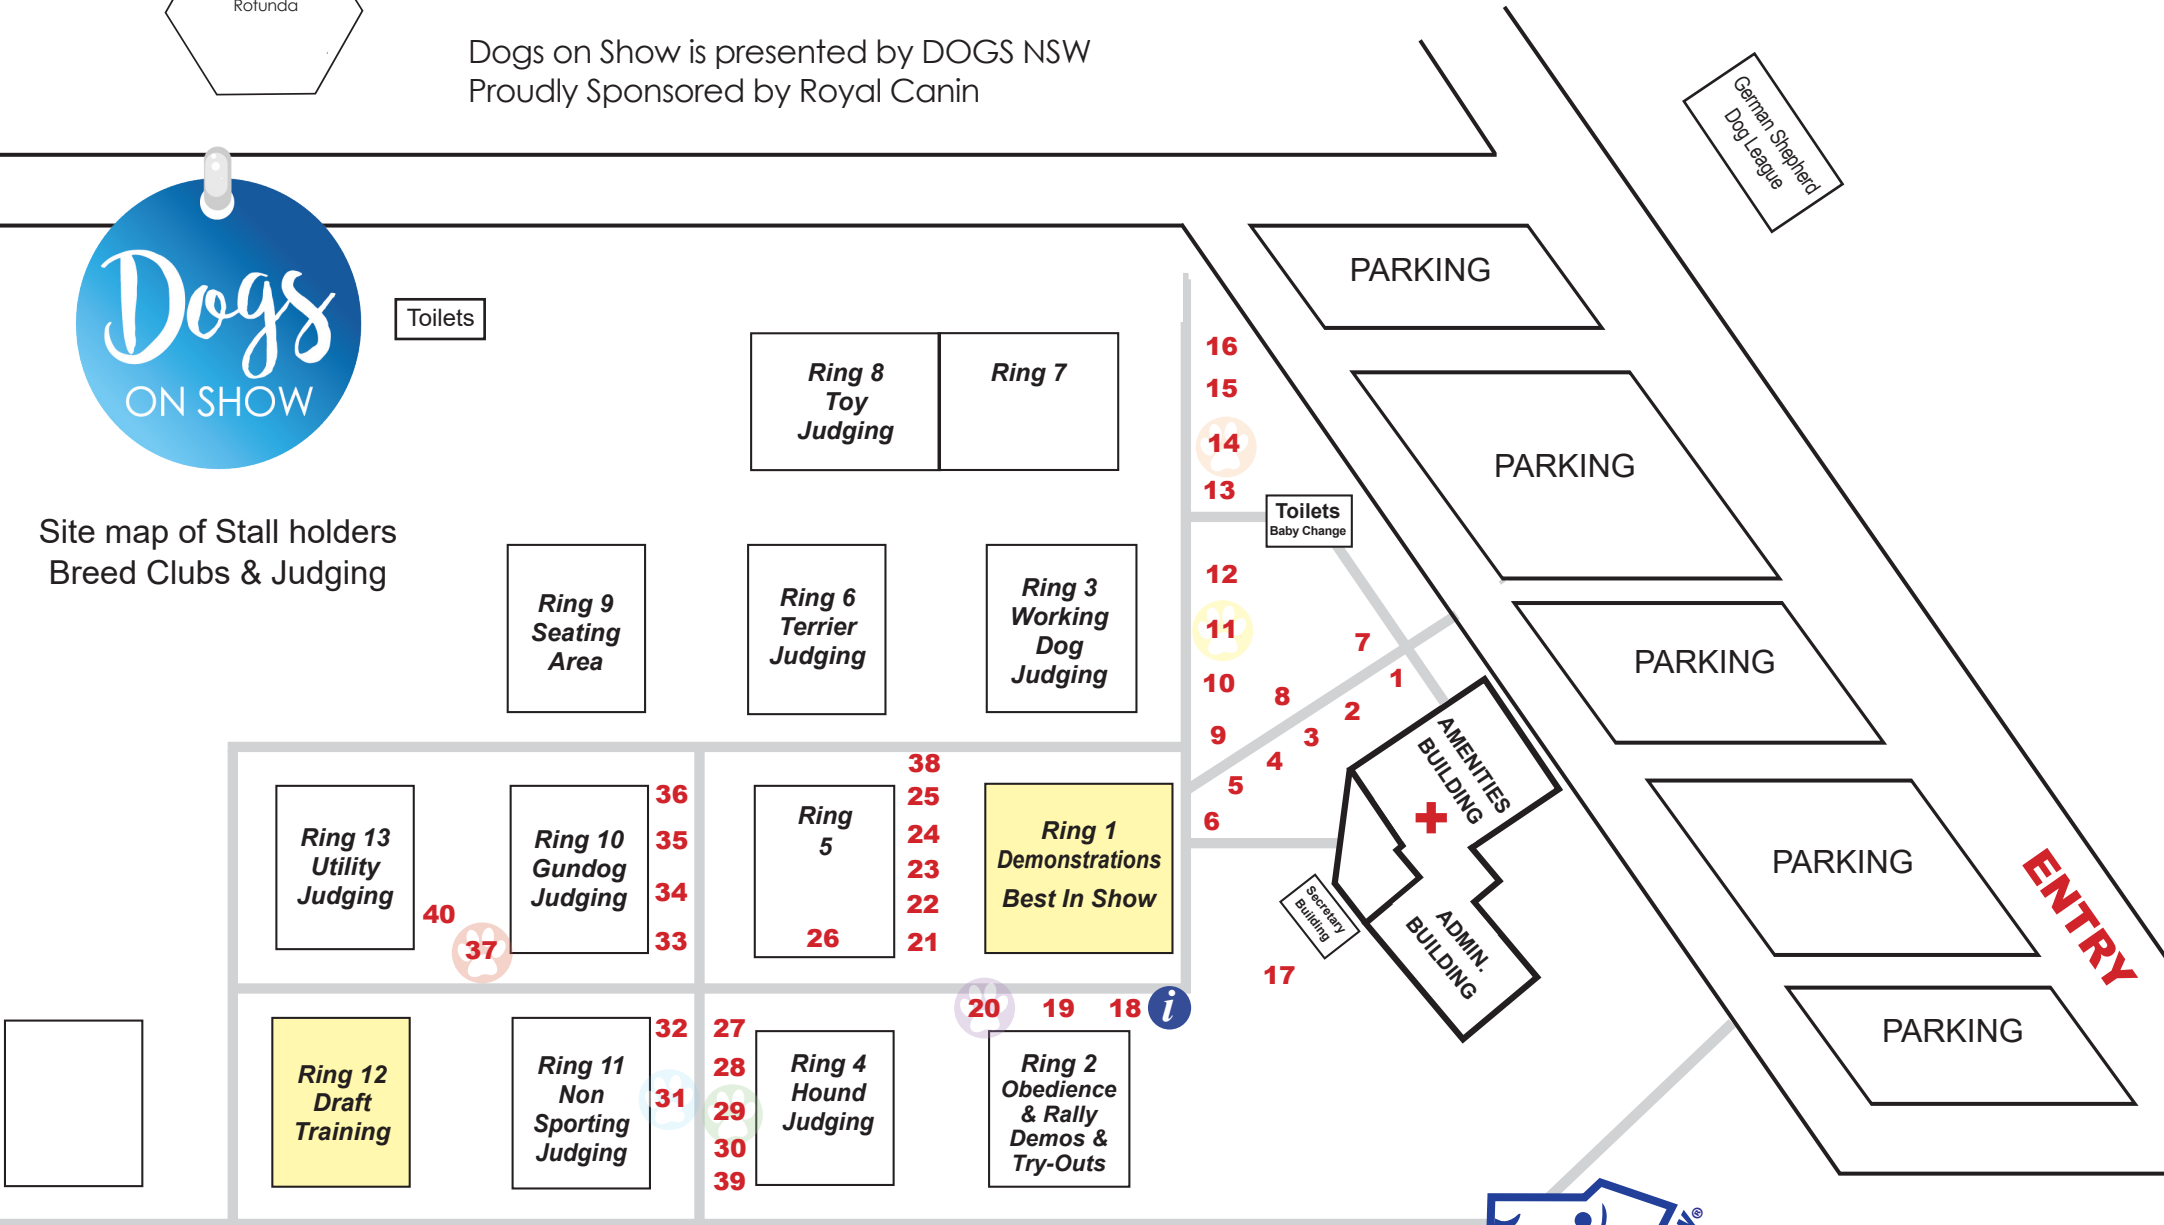 Rotunda
Dogs on Show is presented by DOGS NSW
Proudly Sponsored by Royal Canin
German Shepherd
Dog League
Dogs
ON SHOW
Toilets
PARKING
Ring 8
Toy
Judging
Ring 7
16
15
14
13
PARKING
Toilets
Baby Change
Site map of Stall holders
Breed Clubs & Judging
Ring 9
Seating
Area
Ring 6
Terrier
Judging
Ring 3
Working
Dog
Judging
12
11
10
9
7
8
1
2
3
4
5
6
PARKING
AMENITIES
BUILDING
Ring 13
Utility
Judging
40
37
Ring 10
Gundog
Judging
36
35
34
33
Ring
5
26
38
25
24
23
22
21
Ring 1
Demonstrations
Best In Show
Secretary
Building
ADMIN.
BUILDING
17
PARKING
ENTRY
20
19
18
i
PARKING
Ring 12
Draft
Training
Ring 11
Non
Sporting
Judging
32
31
27
28
29
30
39
Ring 4
Hound
Judging
Ring 2
Obedience
& Rally
Demos &
Try-Outs